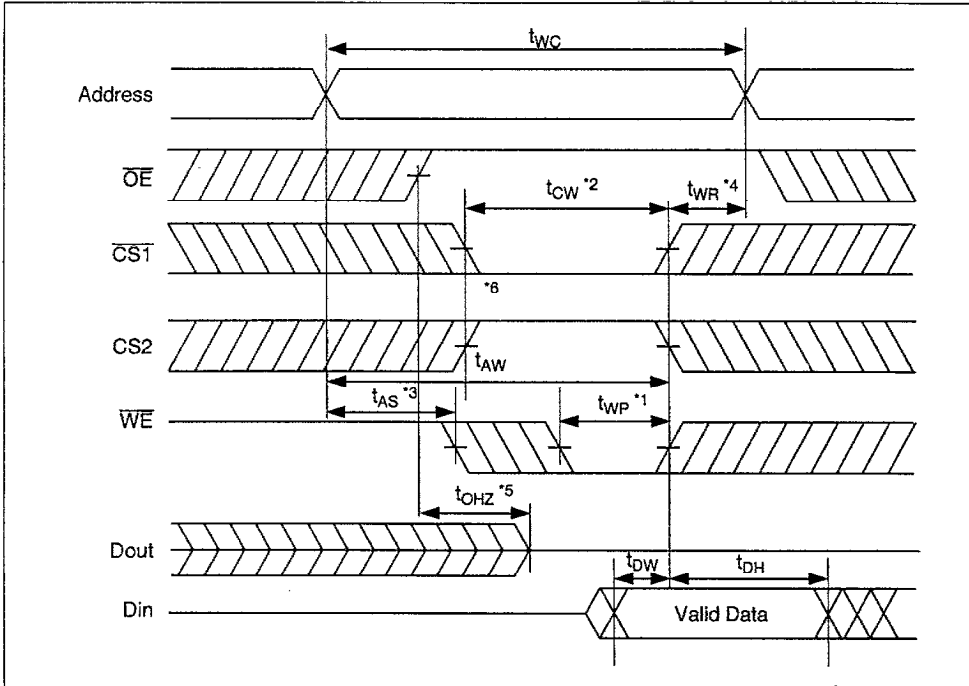 tWC
Address
OE
tCW *2
tWR *4
CS1
*6
CS2
tAW
tAS *3
tWP *1
WE
tOHZ *5
Dout
tDW
tDH
Din
Valid Data